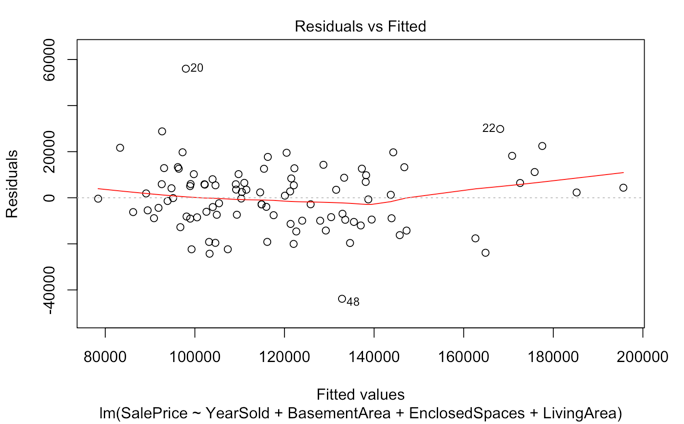 Residuals vs Fitted
Residuals
60000
20000
0
-40000
20
22
48
80000 100000 120000 140000 160000 180000 200000
Fitted values
lm(SalePrice ~ YearSold + BasementArea + EnclosedSpaces + LivingArea)